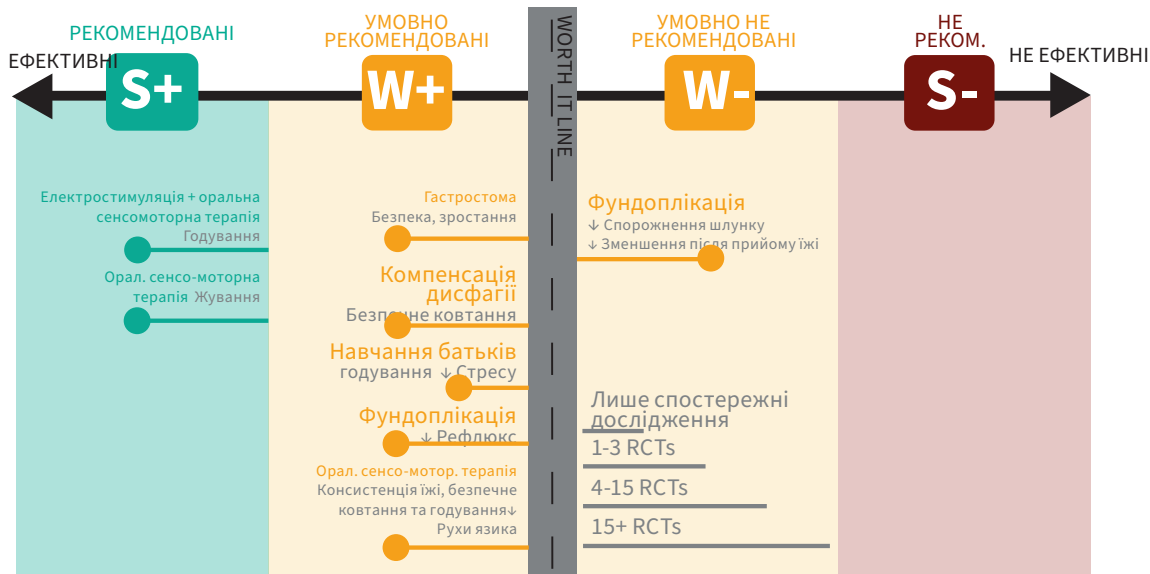 РЕКОМЕНДОВАНІ
УМОВНО
РЕКОМЕНДОВАНІ
УМОВНО НЕ
РЕКОМЕНДОВАНІ
НЕ
РЕКОМ.
ЕФЕКТИВНІ
НЕ ЕФЕКТИВНІ
S+
W+
WORTH IT LINE
W-
S-
Електростимуляція + оральна
сенсомоторна терапія
Годування
Орал. сенсо-моторна
терапія Жування
Гастростома
Безпека, зростання
Компенсація
дисфагії
Безпечне ковтання
Навчання батьків
годування ↓ Стресу
Фундоплікація
↓ Рефлюкс
Орал. сенсо-мотор. терапія
Консистенція їжі, безпечне
ковтання та годування↓
Рухи язика
Фундоплікація
↓ Спорожнення шлунку
↓ Зменшення після прийому їжі
Лише спостережні
дослідження
1-3 RCTs
4-15 RCTs
15+ RCTs